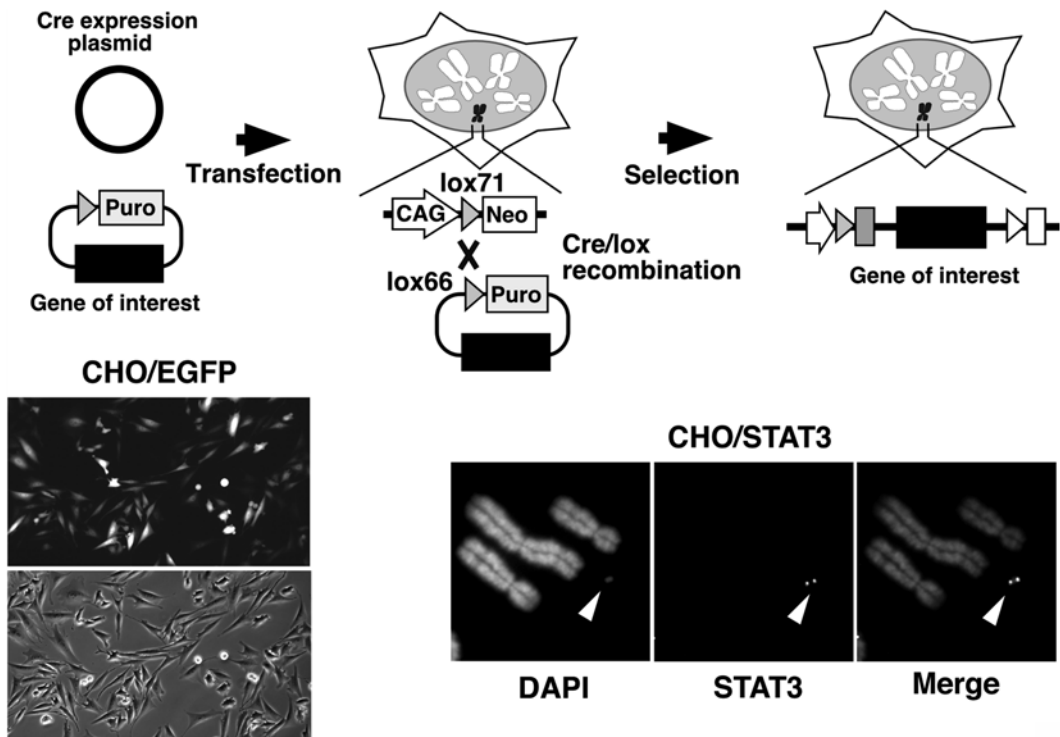 Cre expression
plasmid
Puro
Gene of interest
Transfection
lox71
CAG
Neo
Cre/lox
recombination
lox66
Puro
Selection
Gene of interest
CHO/EGFP
CHO/STAT3
DAPI
STAT3
Merge